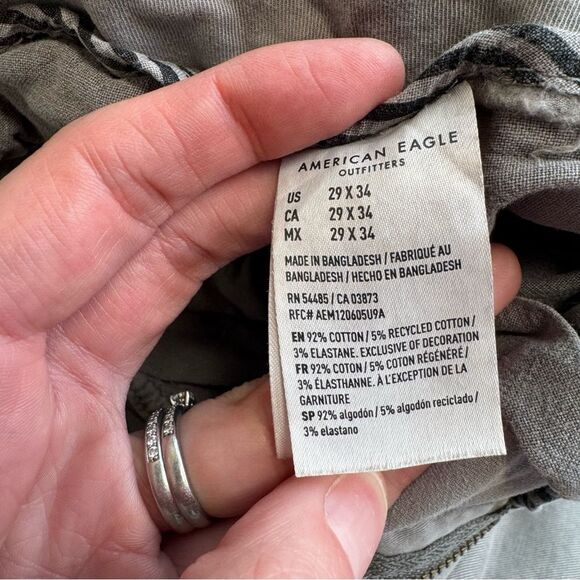 AMERICAN EAGLE
OUTFITTERS
US 29 X 34
CA 29 X 34
MX 29 X 34
MADE IN BANGLADESH / FABRIQUÉ AU
BANGLADESH / HECHO EN BANGLADESH
RN 54485 / CA 03873
RFC# AEM120605U9A
EN 92% COTTON / 5% RECYCLED COTTON /
3% ELASTANE. EXCLUSIVE OF DECORATION
FR 92% COTON / 5% COTON RÉGÉNÉRÉ /
3% ÉLASTHANNE. À L'EXCEPTION DE LA
GARNITURE
SP 92% algodón / 5% algodón reciclado /
3% elastano